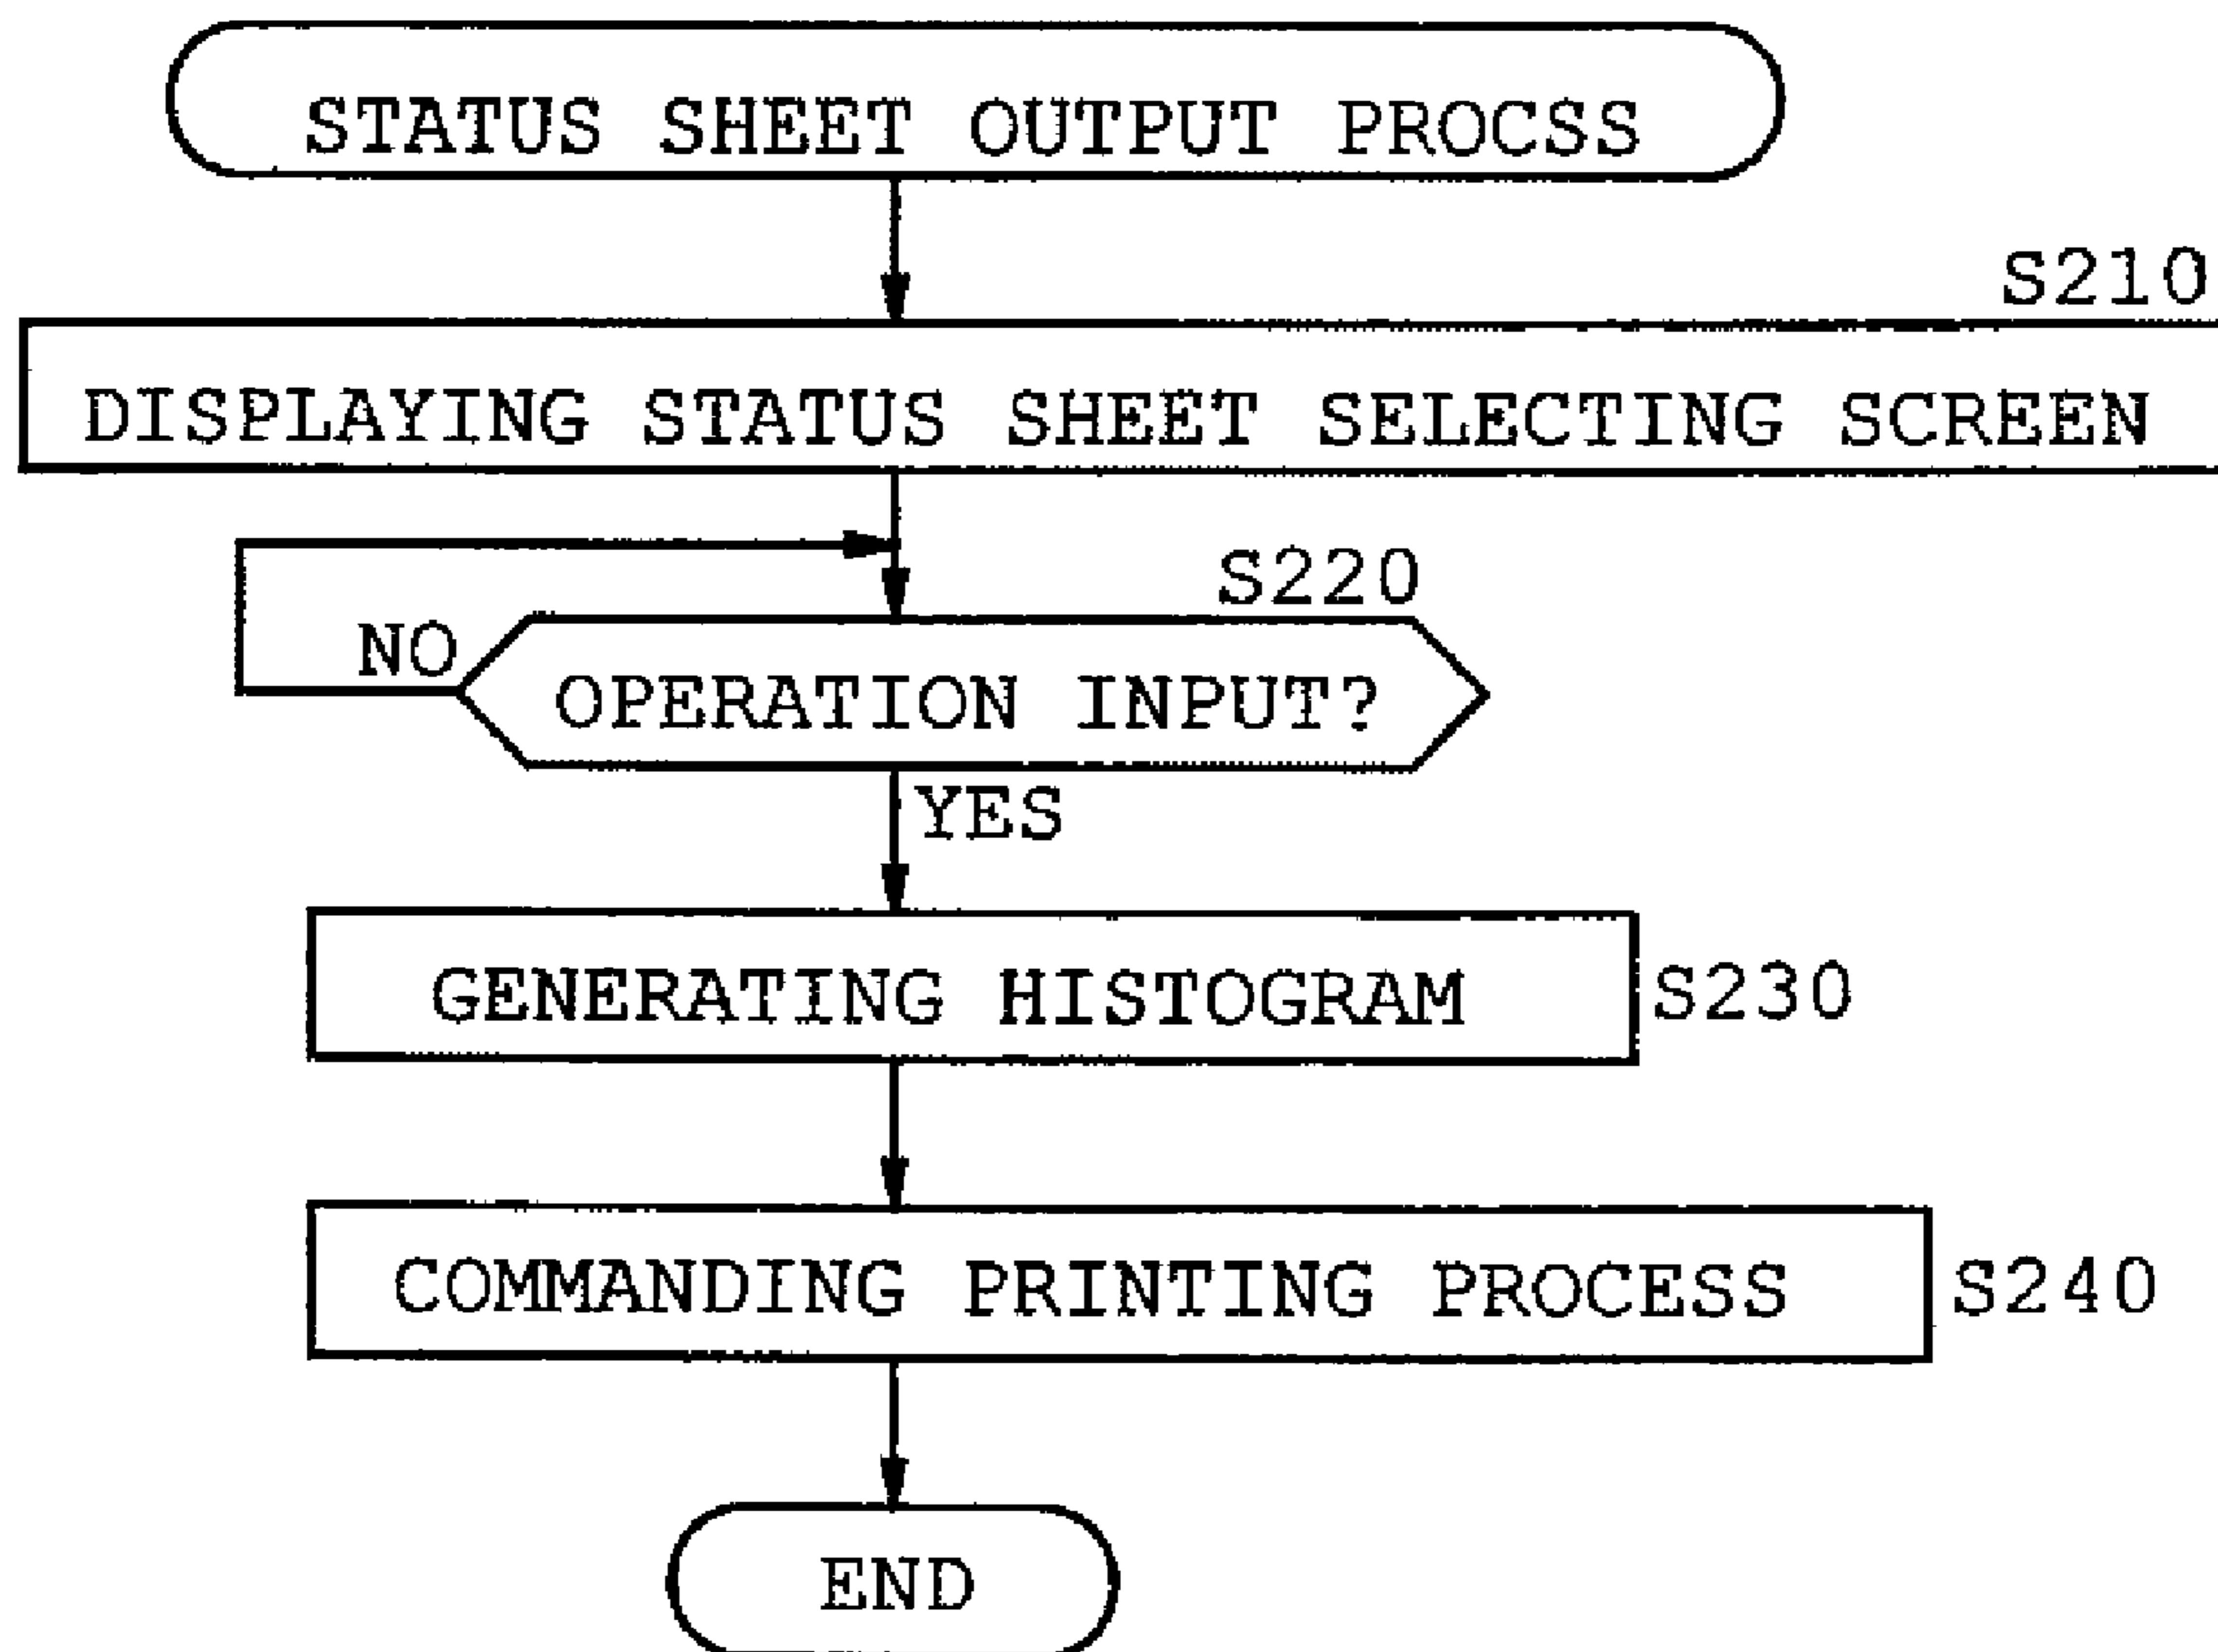 STATUS SHEET OUTPUT PROCSS
S210
DISPLAYING STATUS SHEET SELECTING SCREEN
S220
NO
OPERATION INPUT?
YES
GENERATING HISTOGRAM
S230
COMMANDING PRINTING PROCESS
S240
END